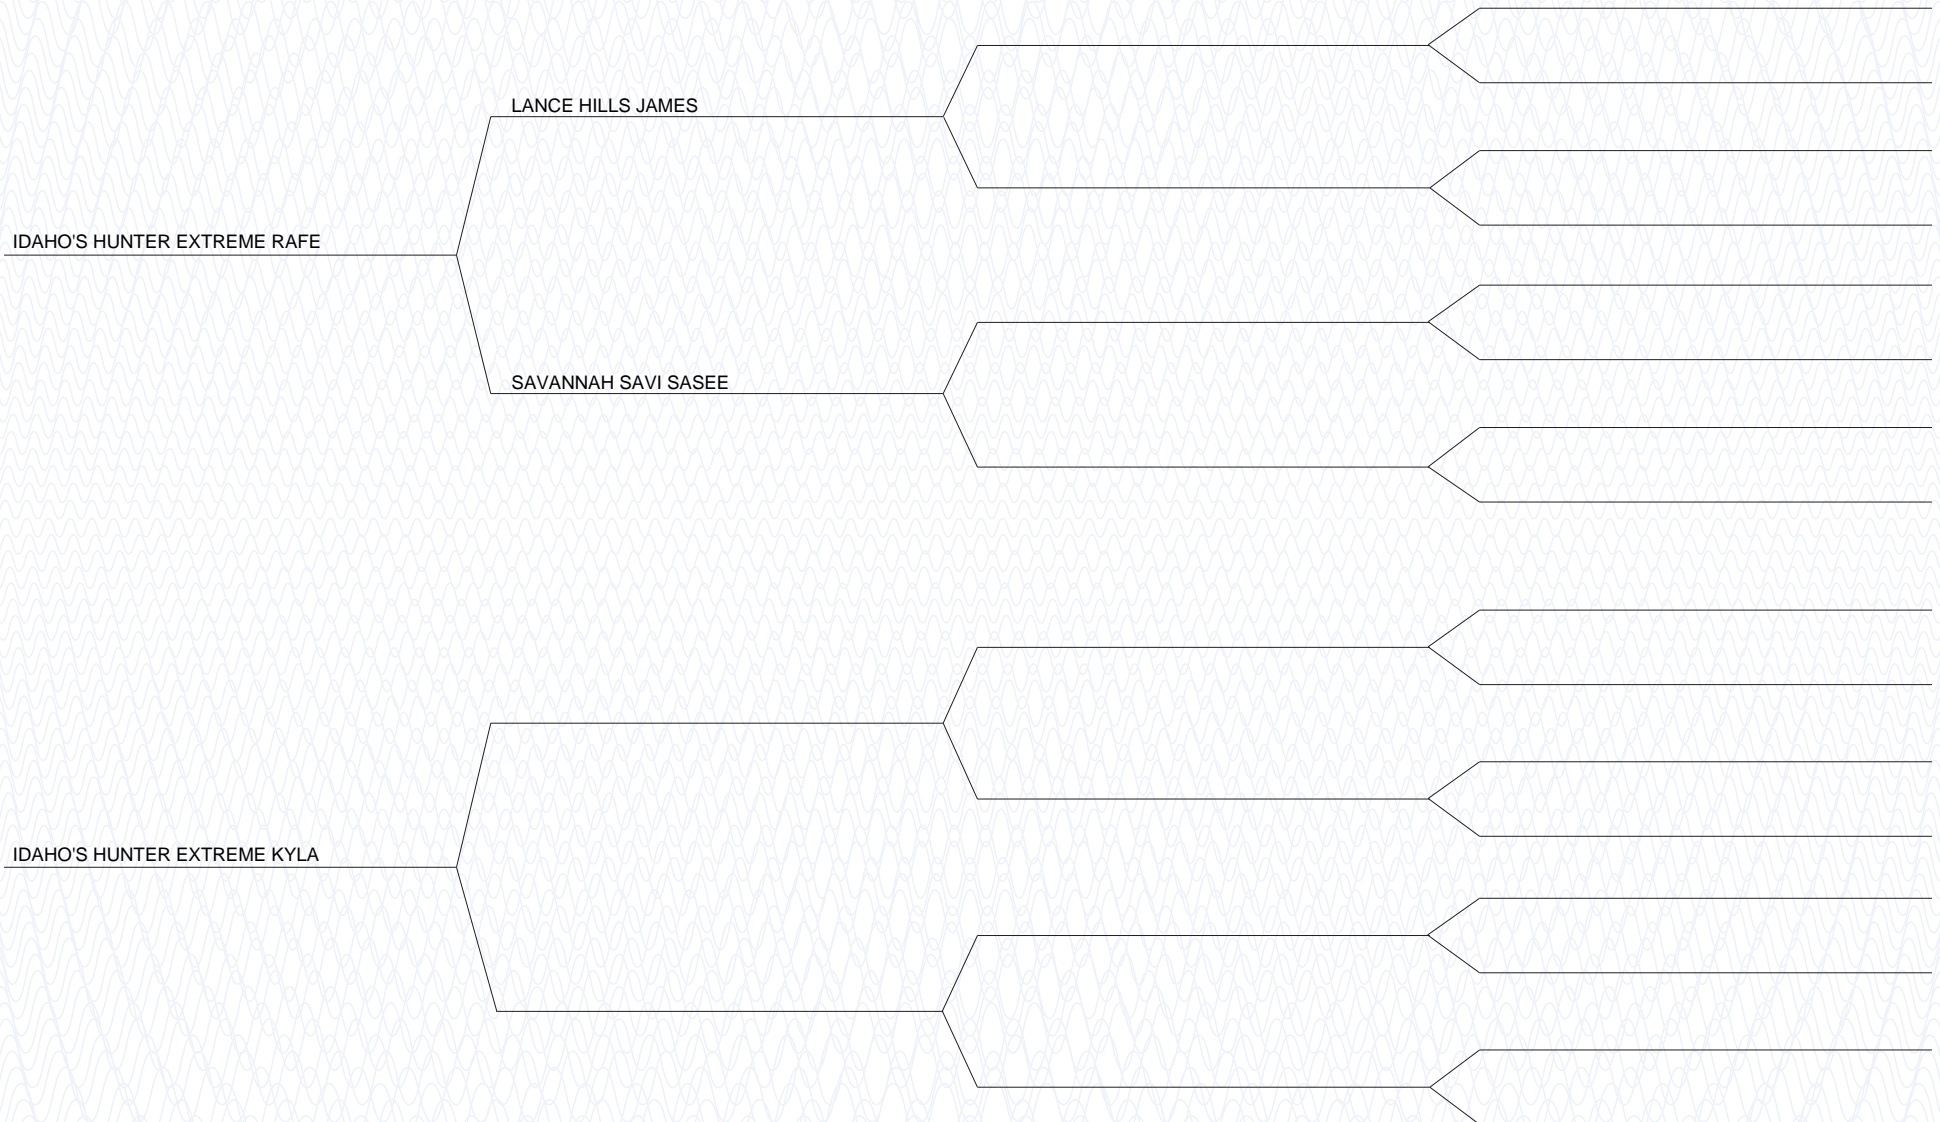 LANCE HILLS JAMES
IDAHO'S HUNTER EXTREME RAFE
SAVANNAH SAVI SASEE
IDAHO'S HUNTER EXTREME KYLA